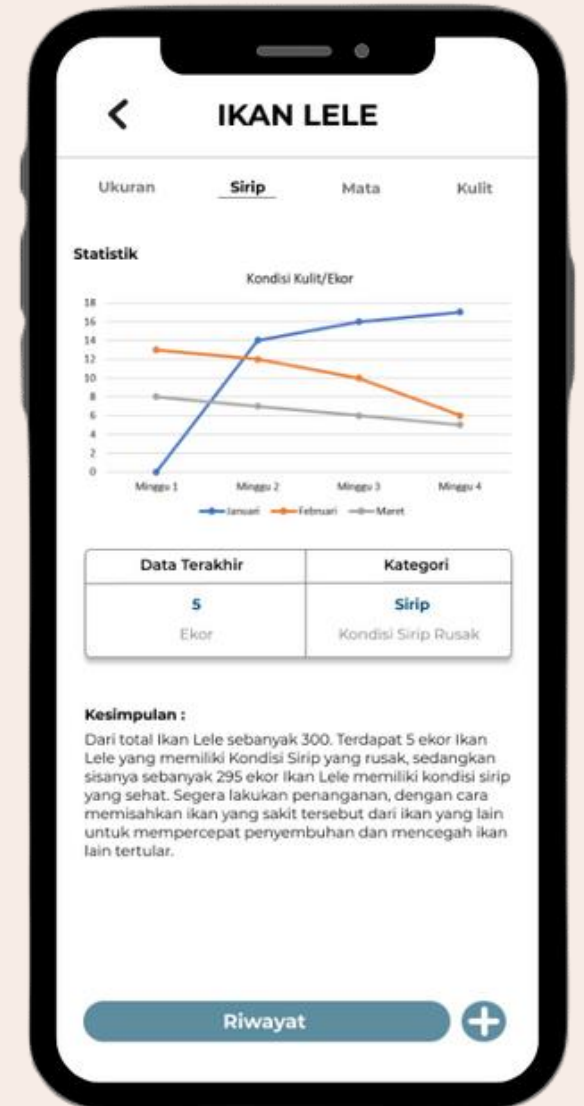 IKAN LELE
Ukuran Sirip Mata Kulit
Statistik
Kondisi Kulit/Ekor
18
16
14
12
10
8
6
4
2
0
Minggu 1 Minggu 2 Minggu 3 Minggu 4
Januari Februari Maret
Data Terakhir Kategori
5 Sirip
Ekor Kondisi Sirip Rusak
Kesimpulan :
Dari total Ikan Lele sebanyak 300. Terdapat 5 ekor Ikan
Lele yang memiliki Kondisi Sirip yang rusak, sedangkan
sisanya sebanyak 295 ekor Ikan Lele memiliki kondisi sirip
yang sehat. Segera lakukan penanganan, dengan cara
memisahkan ikan yang sakit tersebut dari ikan yang lain
untuk mempercepat penyembuhan dan mencegah ikan
lain tertular.
Riwayat